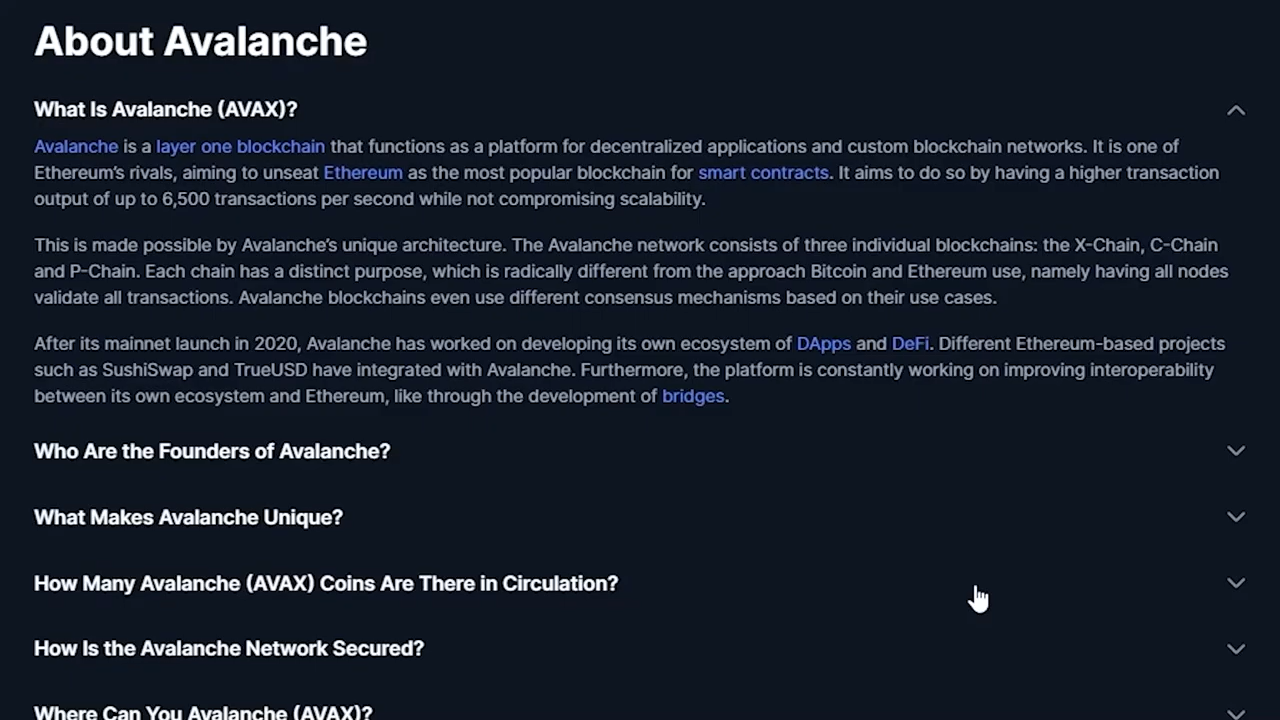 About Avalanche
What Is Avalanche (AVAX)?
Avalanche is a layer one blockchain that functions as a platform for decentralized applications and custom blockchain networks. It is one of
Ethereum’s rivals, aiming to unseat Ethereum as the most popular blockchain for smart contracts. It aims to do so by having a higher transaction
output of up to 6,500 transactions per second while not compromising scalability.
This is made possible by Avalanche’s unique architecture. The Avalanche network consists of three individual blockchains: the X-Chain, C-Chain
and P-Chain. Each chain has a distinct purpose, which is radically different from the approach Bitcoin and Ethereum use, namely having all nodes
validate all transactions. Avalanche blockchains even use different consensus mechanisms based on their use cases.
After its mainnet launch in 2020, Avalanche has worked on developing its own ecosystem of DApps and DeFi. Different Ethereum-based projects
such as SushiSwap and TrueUSD have integrated with Avalanche. Furthermore, the platform is constantly working on improving interoperability
between its own ecosystem and Ethereum, like through the development of bridges.
Who Are the Founders of Avalanche?
What Makes Avalanche Unique?
How Many Avalanche (AVAX) Coins Are There in Circulation?
How Is the Avalanche Network Secured?
Where Can You Avalanche (AVAX)?